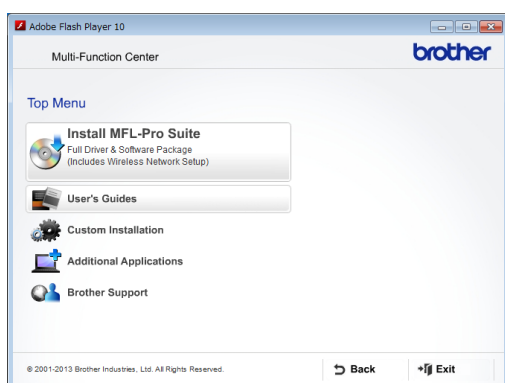 Adobe Flash Player 10
Multi-Function Center
brother
Top Menu
Install MFL-Pro Suite
Full Driver & Software Package
(Includes Wireless Network Setup)
User's Guides
Custom Installation
Additional Applications
Brother Support
© 2001-2013 Brother Industries, Ltd. All Rights Reserved.
Back
Exit